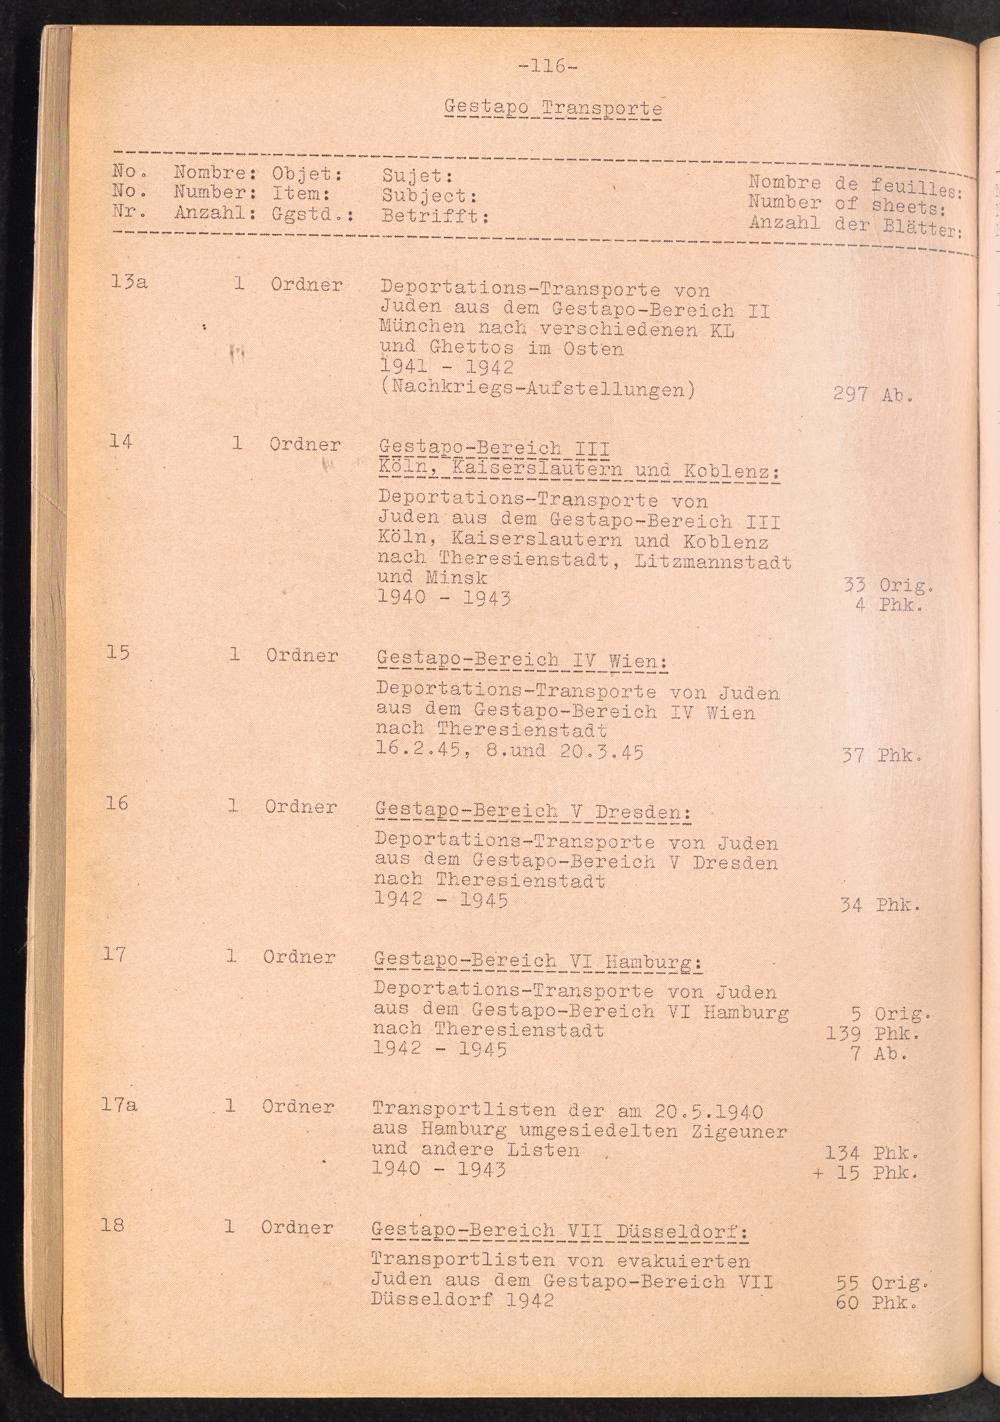 -116-
Gestapo Transporte
No. Nombre: Objet: Sujet: Nombre de feuilles:
No. Number: Item: Subject: Number of sheets:
Nr. Anzahl: Ggstd.: Betrifft: Anzahl der Blätter:
13a 1 Ordner Deportations-Transporte von
Juden aus dem Gestapo-Bereich II
München nach verschiedenen KL
und Ghettos im Osten
1941 - 1942
(Nachkriegs-Aufstellungen) 297 Ab.
14 1 Ordner Gestapo-Bereich III
Köln, Kaiserslautern und Koblenz:
Deportations-Transporte von
Juden aus dem Gestapo-Bereich III
Köln, Kaiserslautern und Koblenz
nach Theresienstadt, Litzmannstadt
und Minsk 33 Orig.
1940 - 1943 4 Phk.
15 1 Ordner Gestapo-Bereich IV Wien:
Deportations-Transporte von Juden
aus dem Gestapo-Bereich IV Wien
nach Theresienstadt
16.2.45, 8.und 20.3.45 37 Phk.
16 1 Ordner Gestapo-Bereich V Dresden:
Deportations-Transporte von Juden
aus dem Gestapo-Bereich V Dresden
nach Theresienstadt
1942 - 1945 34 Phk.
17 1 Ordner Gestapo-Bereich VI Hamburg:
Deportations-Transporte von Juden
aus dem Gestapo-Bereich VI Hamburg 5 Orig.
nach Theresienstadt 139 Phk.
1942 - 1945 7 Ab.
17a 1 Ordner Transportlisten der am 20.5.1940
aus Hamburg umgesiedelten Zigeuner
und andere Listen 134 Phk.
1940 - 1943 + 15 Phk.
18 1 Ordner Gestapo-Bereich VII Düsseldorf:
Transportlisten von evakuierten
Juden aus dem Gestapo-Bereich VII 55 Orig.
Düsseldorf 1942 60 Phk.